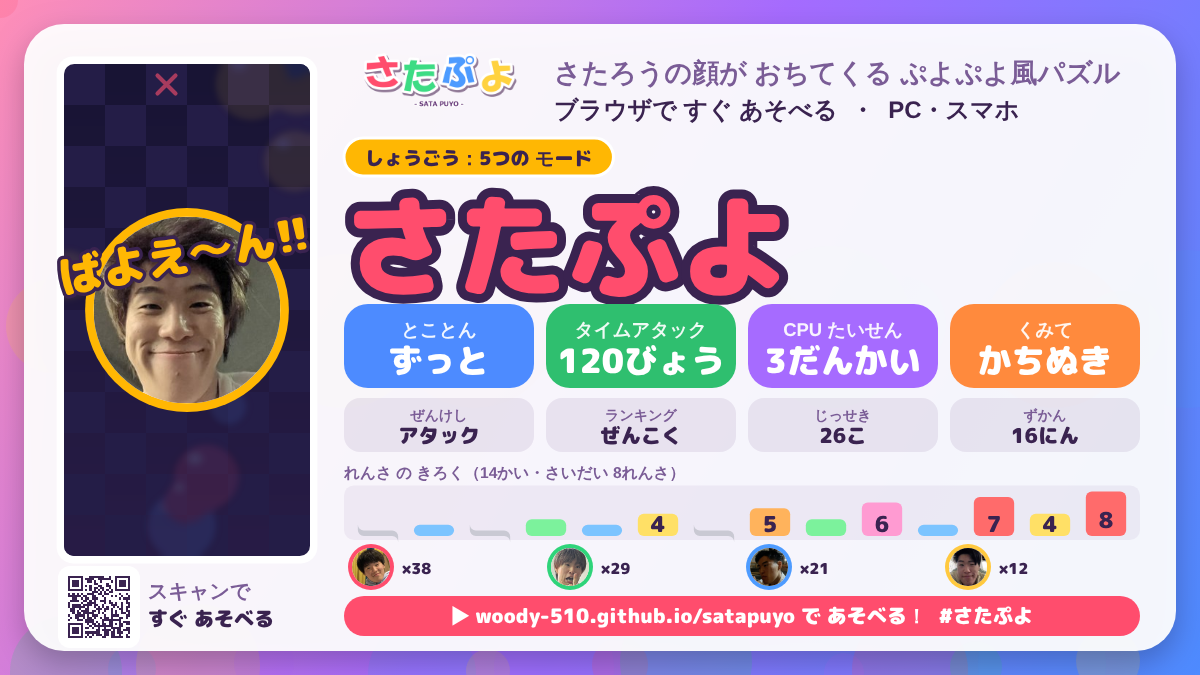 ばよえ〜ん!!
スキャンで
すぐ あそべる
さたぷよ
- SATA PUYO -
さたろうの顔が おちてくる ぷよぷよ風パズル
ブラウザで すぐ あそべる ・ PC・スマホ
しょうごう：5つの モード
さたぷよ
とことん
ずっと
タイムアタック
120びょう
CPU たいせん
3だんかい
くみて
かちぬき
ぜんけし
アタック
ランキング
ぜんこく
じっせき
26こ
ずかん
16にん
れんさ の きろく（14かい・さいだい 8れんさ）
4 5 6 7 4 8
×38 ×29 ×21 ×12
▶ woody-510.github.io/satapuyo で あそべる！ #さたぷよ